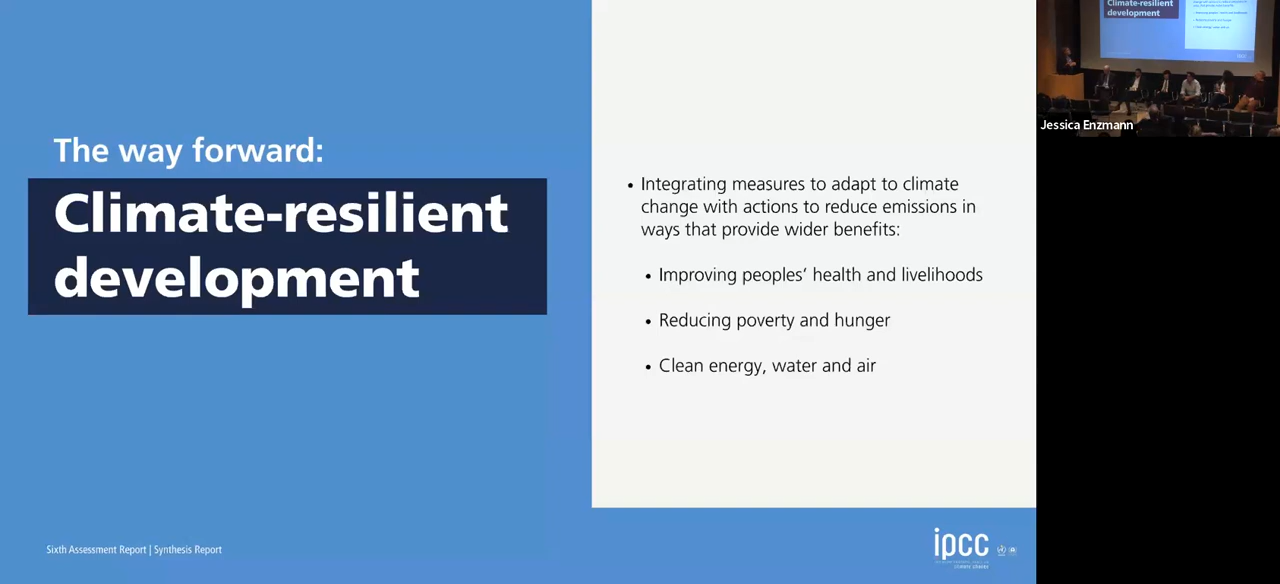 The way forward:
Climate-resilient
development
• Integrating measures to adapt to climate
change with actions to reduce emissions in
ways that provide wider benefits:
• Improving peoples‘ health and livelihoods
• Reducing poverty and hunger
• Clean energy, water and air
Sixth Assessment Report | Synthesis Report
ipcc
Climate-resilient
development
Jessica Enzmann